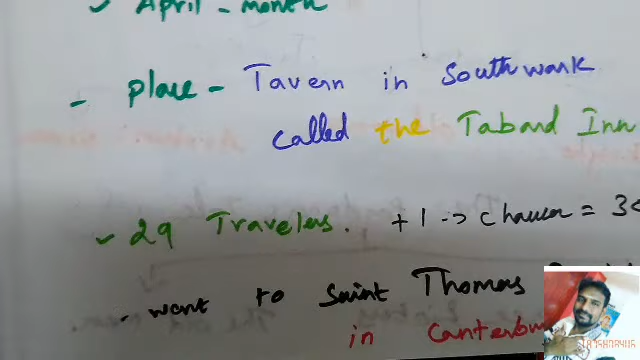 April - month
- place - Tavern in Southwark
called the Tabard Inn
29 Travelers. + 1 -> Chaucer = 3
want to Saint Thomas
in Canterbu